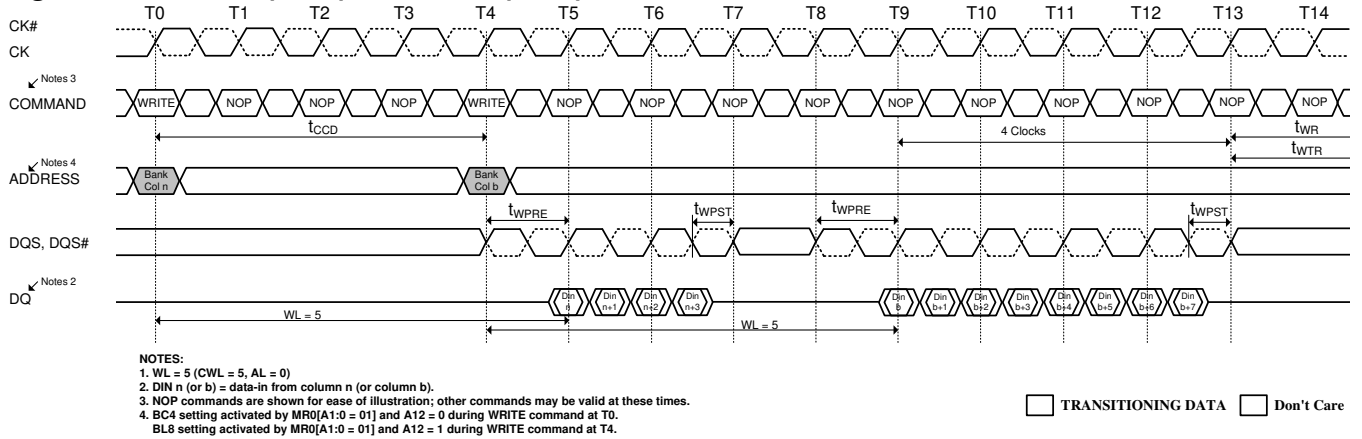 T0 T1 T2 T3 T4 T5 T6 T7 T8 T9 T10 T11 T12 T13 T14
CK#
CK
Notes 3
COMMAND WRITE NOP NOP NOP WRITE NOP NOP NOP NOP NOP NOP NOP NOP NOP NOP
tCCD 4 Clocks tWR
tWTR
Notes 4
ADDRESS
Bank Bank
Col n Col b
tWPRE tWPST tWPRE tWPST
DQS, DQS#
Notes 2
DQ
Din Din Din Din Din Din Din Din Din Din Din Din
n n+1 n+2 n+3 b b+1 b+2 b+3 b+4 b+5 b+6 b+7
WL = 5 WL = 5
NOTES:
1. WL = 5 (CWL = 5, AL = 0)
2. DIN n (or b) = data-in from column n (or column b).
3. NOP commands are shown for ease of illustration; other commands may be valid at these times.
4. BC4 setting activated by MR0[A1:0 = 01] and A12 = 0 during WRITE command at T0.
BL8 setting activated by MR0[A1:0 = 01] and A12 = 1 during WRITE command at T4.
TRANSITIONING DATA Don't Care